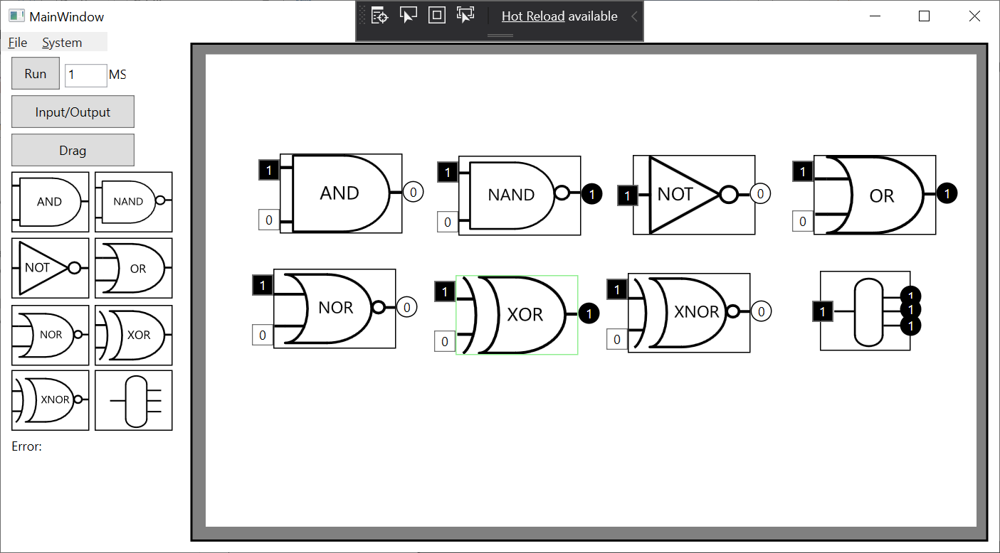 MainWindow
Hot Reload available
File System
Run 1 MS
Input/Output
Drag
AND NAND
NOT OR
NOR XOR
XNOR
Error:
1 AND 0 0
1 NAND 1 0
1 NOT 0
1 OR 1 0
1 NOR 0 0
1 XOR 1 0
1 XNOR 0 0
1 1
1
1